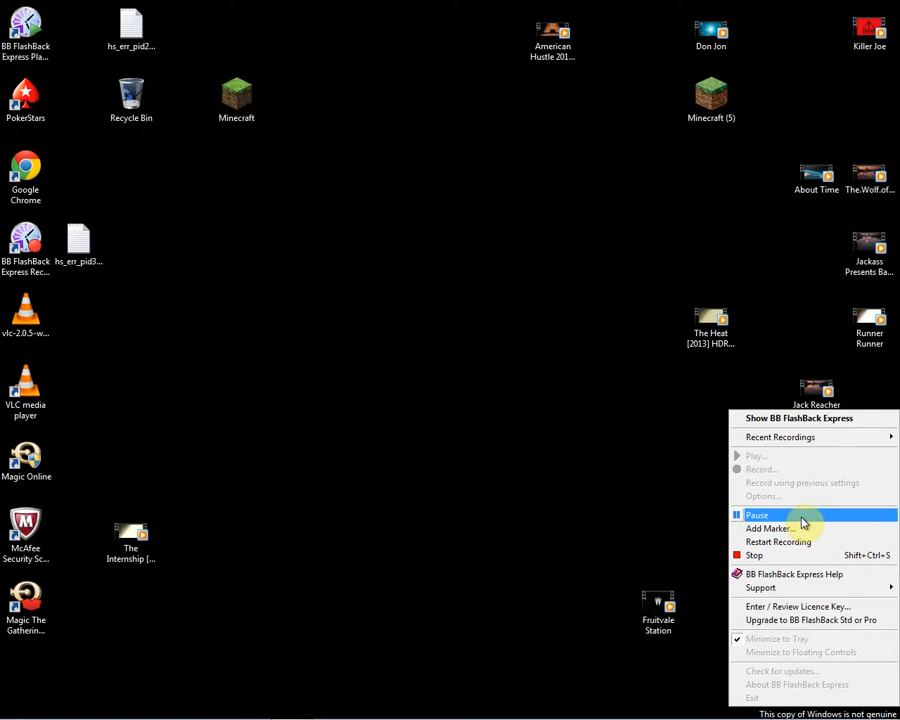 BB FlashBack
Express Pla...
hs_err_pid2...
American
Hustle 201...
Don Jon
Killer Joe
PokerStars
Recycle Bin
Minecraft
Minecraft (5)
Google
Chrome
About Time
The.Wolf.of...
BB FlashBack
Express Rec...
hs_err_pid3...
Jackass
Presents Ba...
vlc-2.0.5-w...
The Heat
[2013] HDR...
Runner
Runner
VLC media
player
Jack Reacher
Magic Online
McAfee
Security Sc...
The
Internship [...
Magic The
Gatherin...
Fruitvale
Station
Show BB FlashBack Express
Recent Recordings
Play...
Record...
Record using previous settings
Options...
Pause
Add Marker...
Restart Recording
Stop Shift+Ctrl+S
BB FlashBack Express Help
Support
Enter / Review Licence Key...
Upgrade to BB FlashBack Std or Pro
Minimize to Tray
Minimize to Floating Controls
Check for updates...
About BB FlashBack Express
Exit
This copy of Windows is not genuine